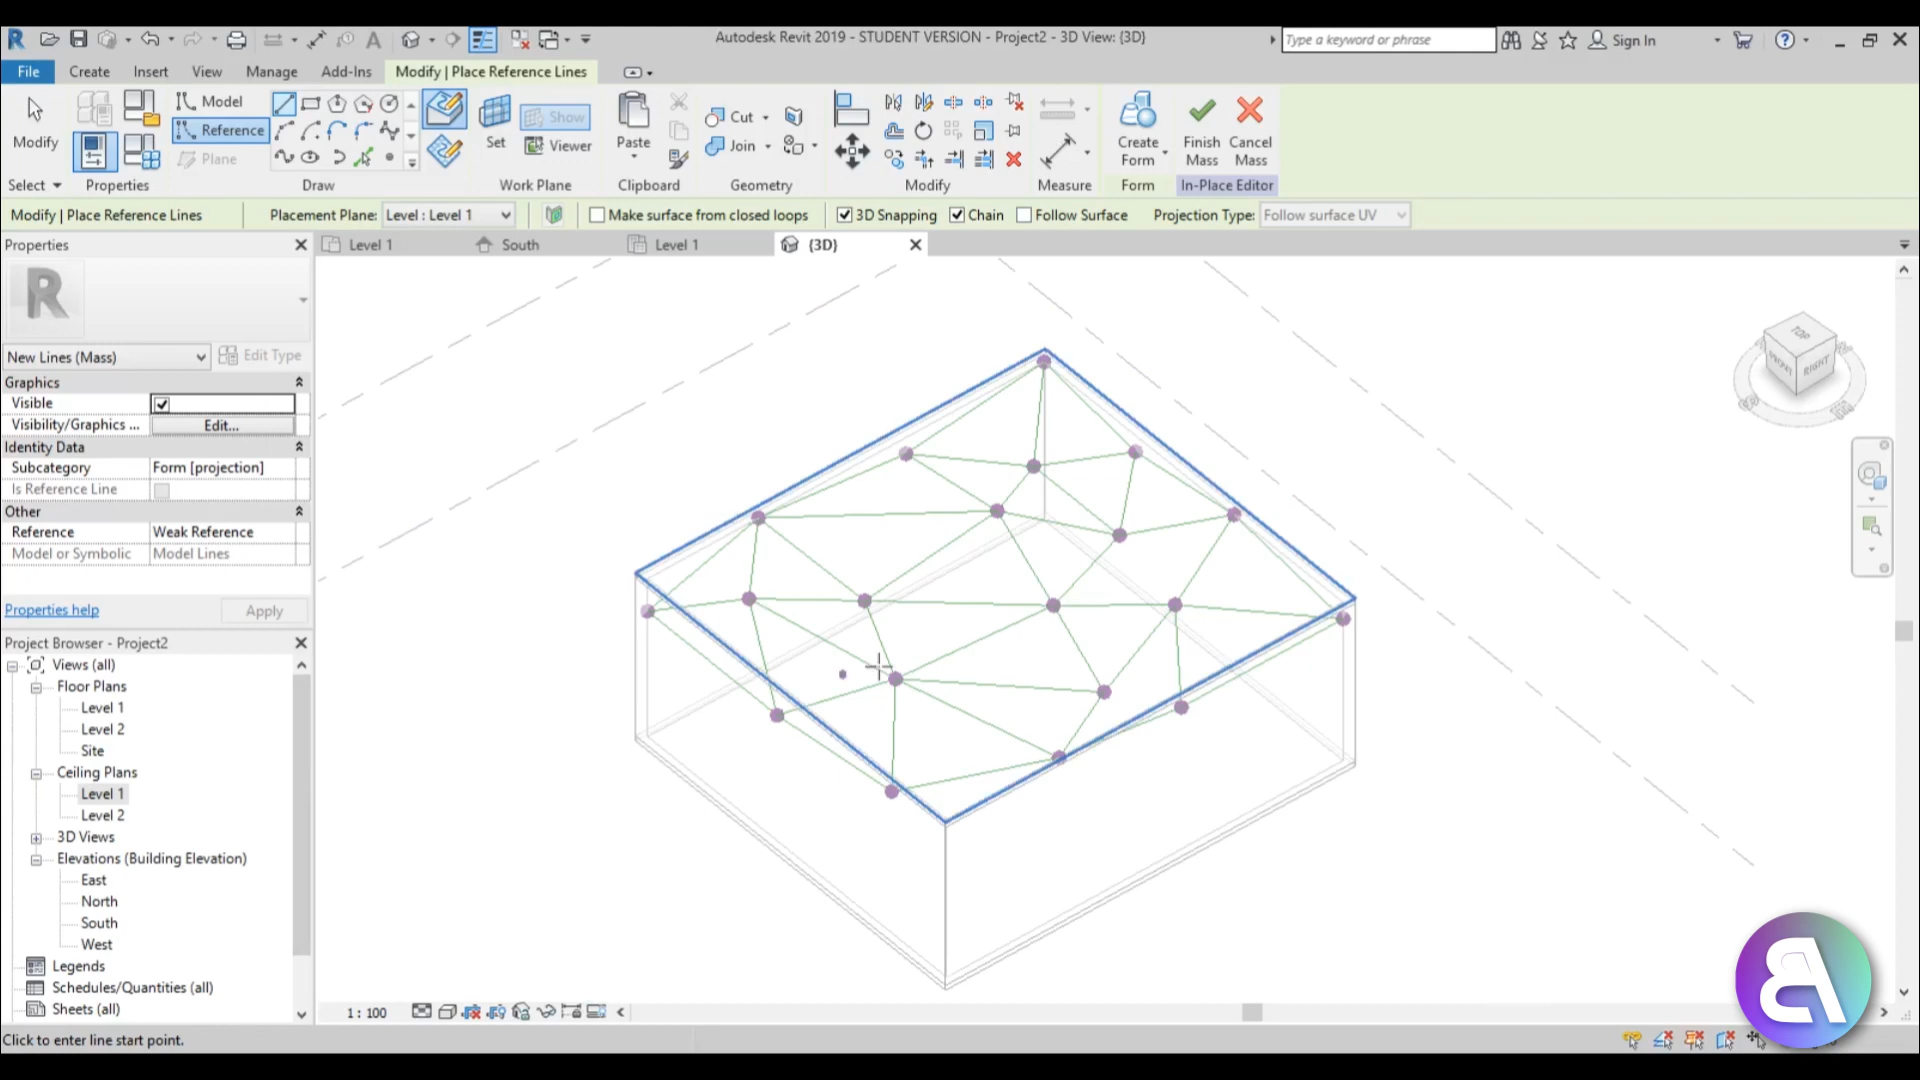 Autodesk Revit 2019 - STUDENT VERSION - Project2 - 3D View: {3D}
Type a keyword or phrase
Sign In
File
Create
Insert
View
Manage
Add-Ins
Modify | Place Reference Lines
Modify
Model
Reference
Plane
Set
Show
Viewer
Paste
Cut
Join
Create Form
Finish Mass
Cancel Mass
Select
Properties
Draw
Work Plane
Clipboard
Geometry
Modify
Measure
Form
In-Place Editor
Modify | Place Reference Lines
Placement Plane: Level : Level 1
Make surface from closed loops
3D Snapping
Chain
Follow Surface
Projection Type: Follow surface UV
Properties
Level 1
South
Level 1
{3D}
R
New Lines (Mass)
Edit Type
Graphics
Visible
Visibility/Graphics ... Edit...
Identity Data
Subcategory Form [projection]
Is Reference Line
Other
Reference Weak Reference
Model or Symbolic Model Lines
Properties help
Apply
Project Browser - Project2
Views (all)
Floor Plans
Level 1
Level 2
Site
Ceiling Plans
Level 1
Level 2
3D Views
Elevations (Building Elevation)
East
North
South
West
Legends
Schedules/Quantities (all)
Sheets (all)
TOP
FRONT
RIGHT
1 : 100
Click to enter line start point.